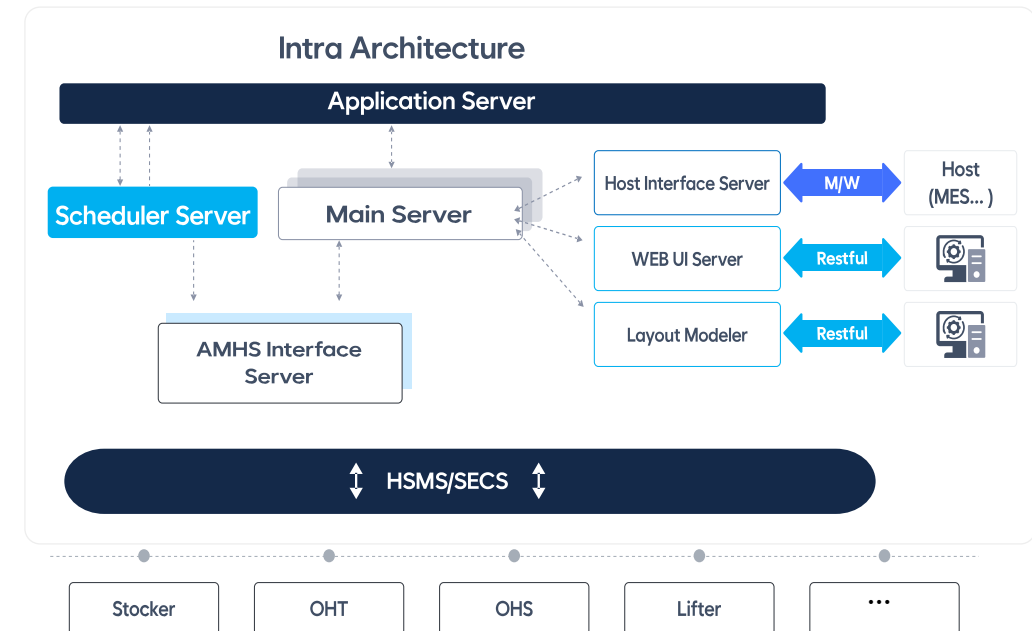 Intra Architecture
Application Server
Scheduler Server
Main Server
Host Interface Server
M/W
Host
(MES... )
WEB UI Server
Restful
Layout Modeler
Restful
AMHS Interface
Server
HSMS/SECS
Stocker
OHT
OHS
Lifter
...